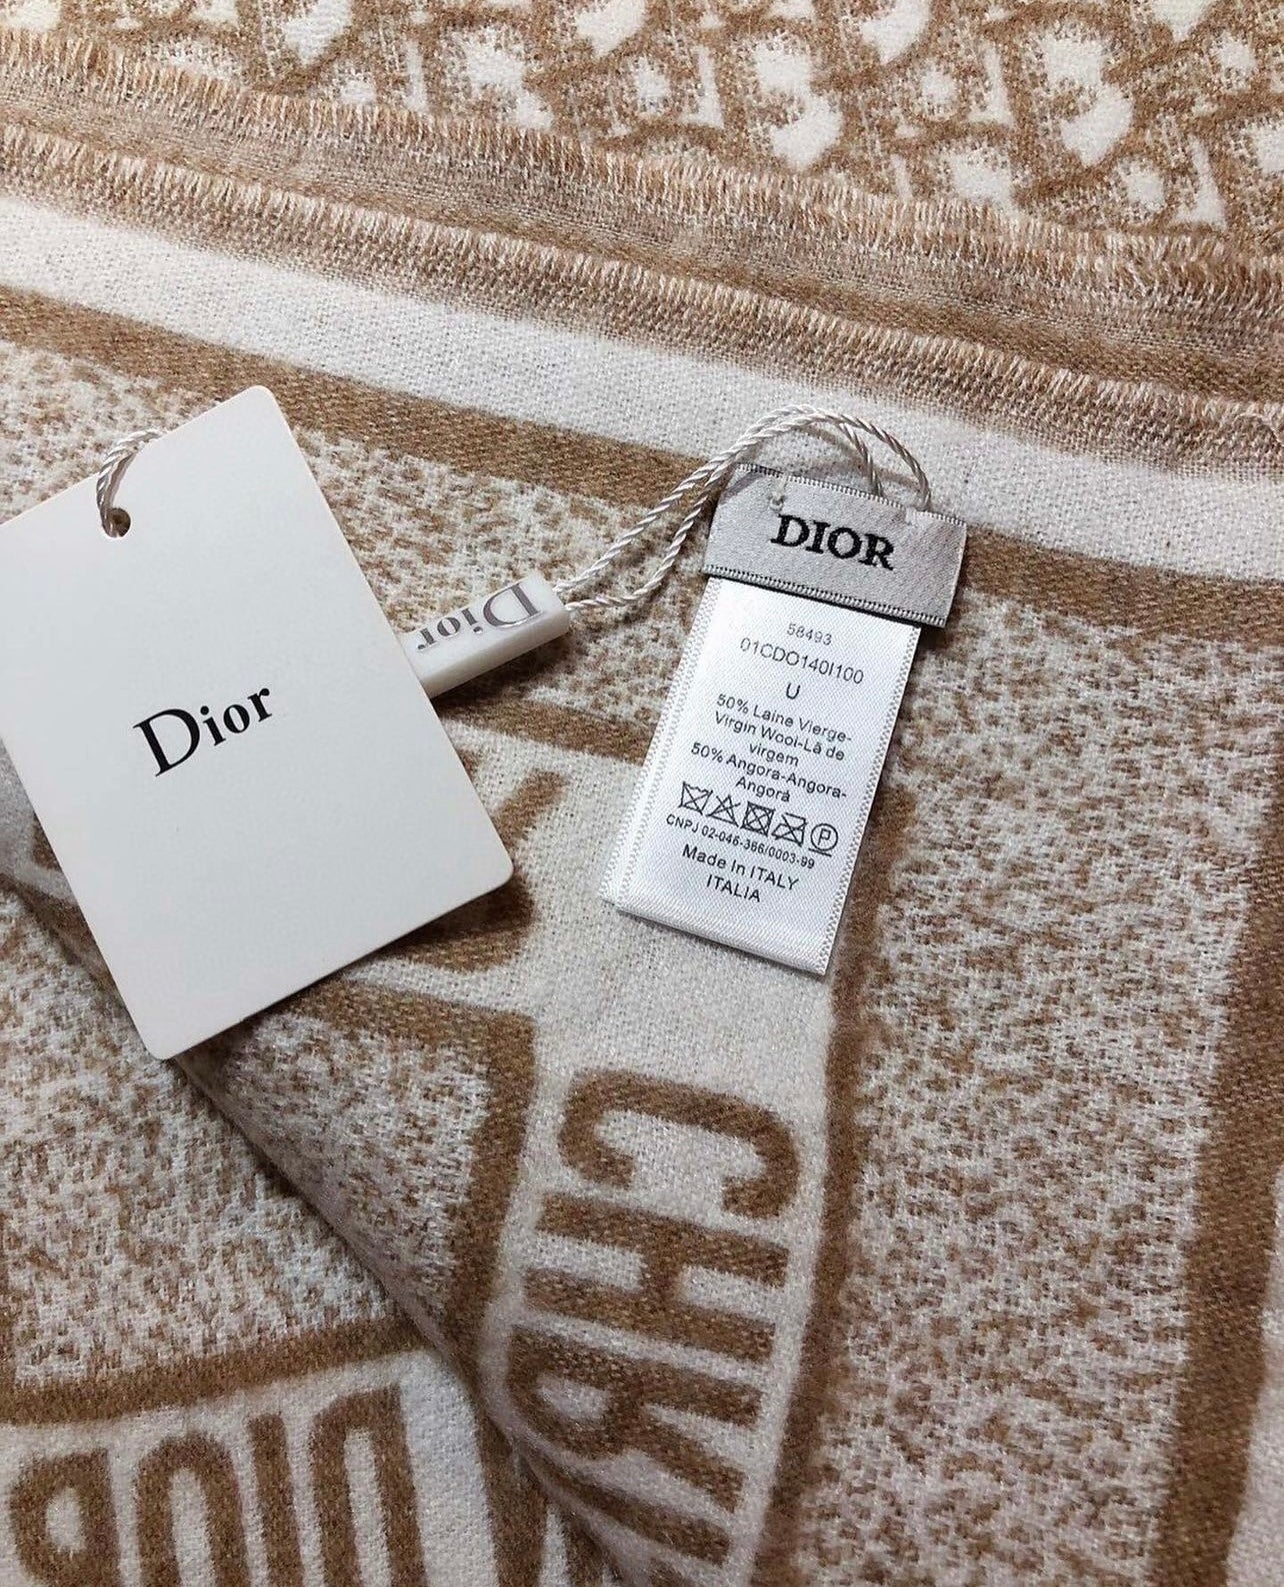 DIOR
58493
01CDO140I100
U
50% Laine Vierge-
Virgin Wool-Lã de
virgem
50% Angora-Angora-
Angorá
P
CNPJ 02-046-366/0003-99
Made In ITALY
ITALIA
Dior
Dior
CHR
DIOR